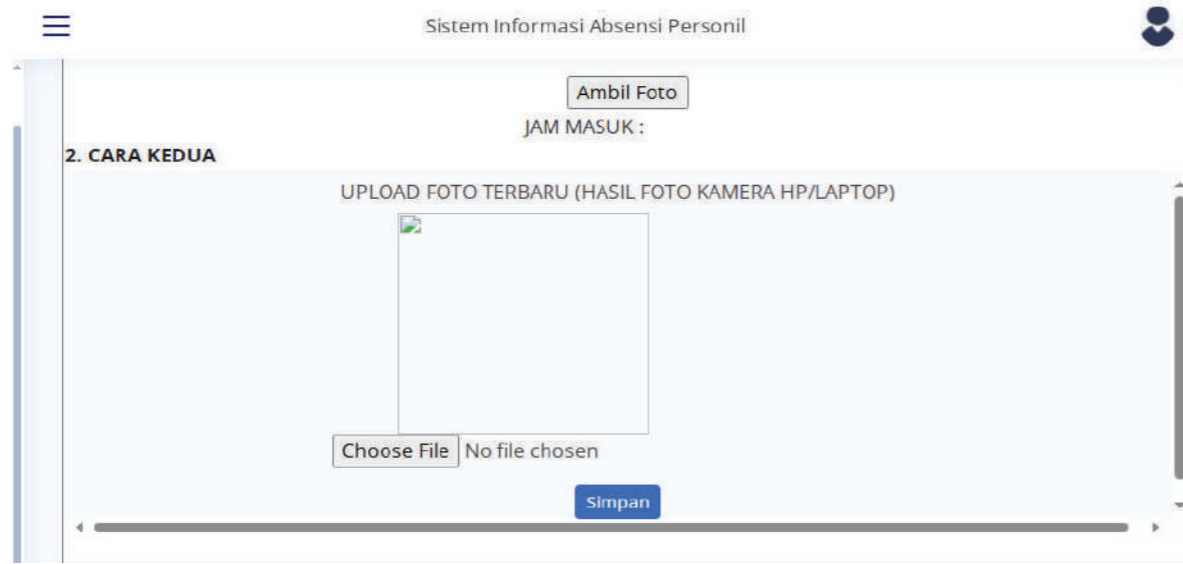 Sistem Informasi Absensi Personil
Ambil Foto
JAM MASUK :
2. CARA KEDUA
UPLOAD FOTO TERBARU (HASIL FOTO KAMERA HP/LAPTOP)
Choose File No file chosen
Simpan